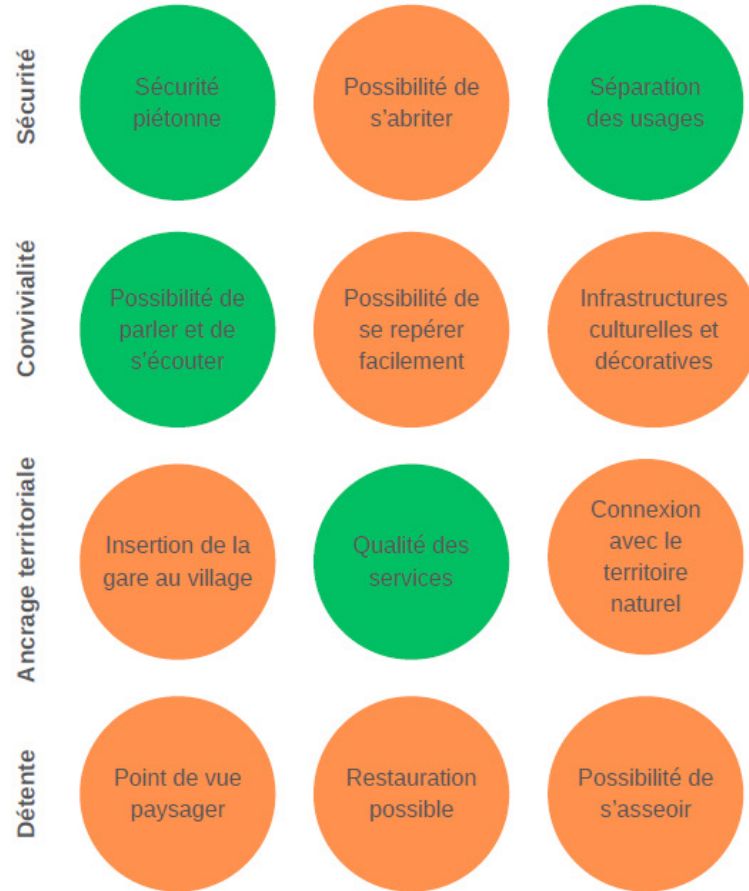 Sécurité
Sécurité
piétonne
Possibilité de
s’abriter
Séparation
des usages
Convivialité
Possibilité de
parler et de
s’écouter
Possibilité de
se repérer
facilement
Infrastructures
culturelles et
décoratives
Ancrage territoriale
Insertion de la
gare au village
Qualité des
services
Connexion
avec le
territoire
naturel
Détente
Point de vue
paysager
Restauration
possible
Possibilité de
s’asseoir